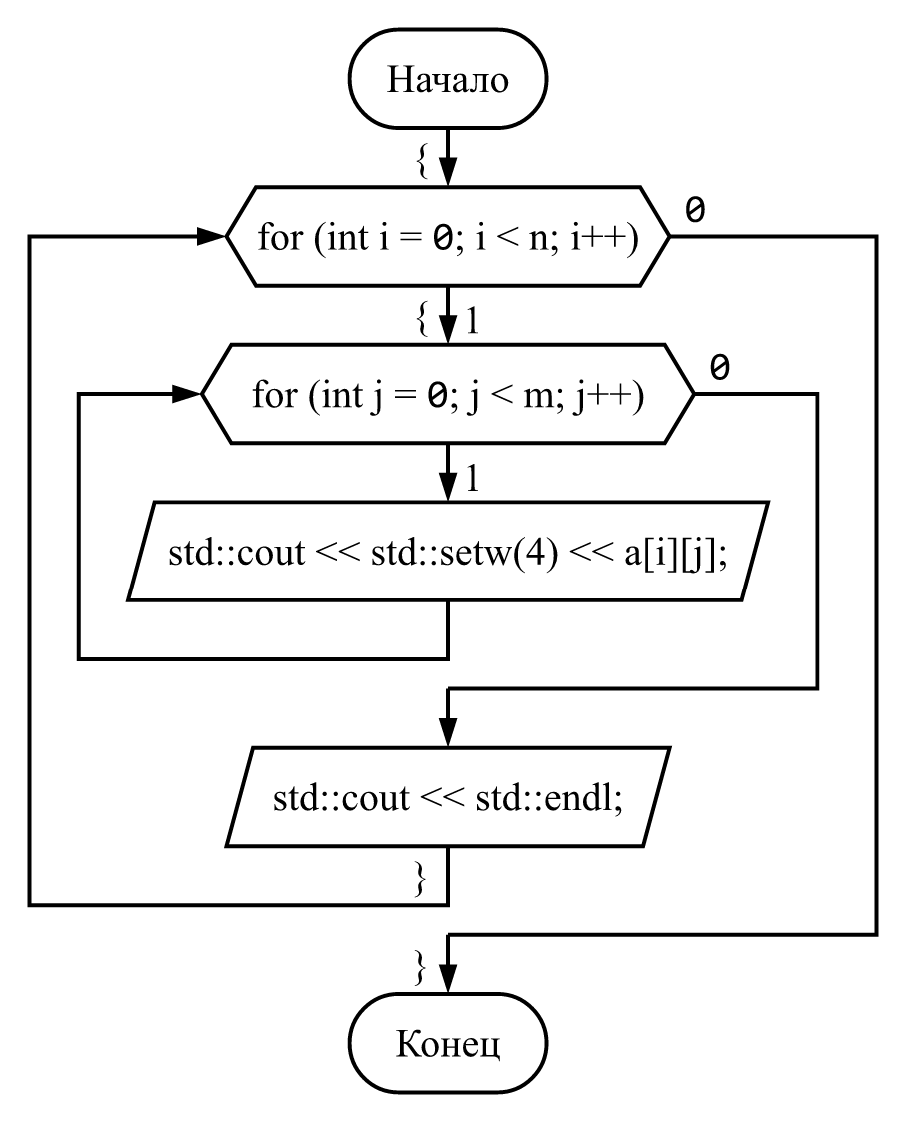 Начало
{
for (int i = 0; i < n; i++)
0
{ 1
for (int j = 0; j < m; j++)
0
1
std::cout << std::setw(4) << a[i][j];
std::cout << std::endl;
}
}
Конец